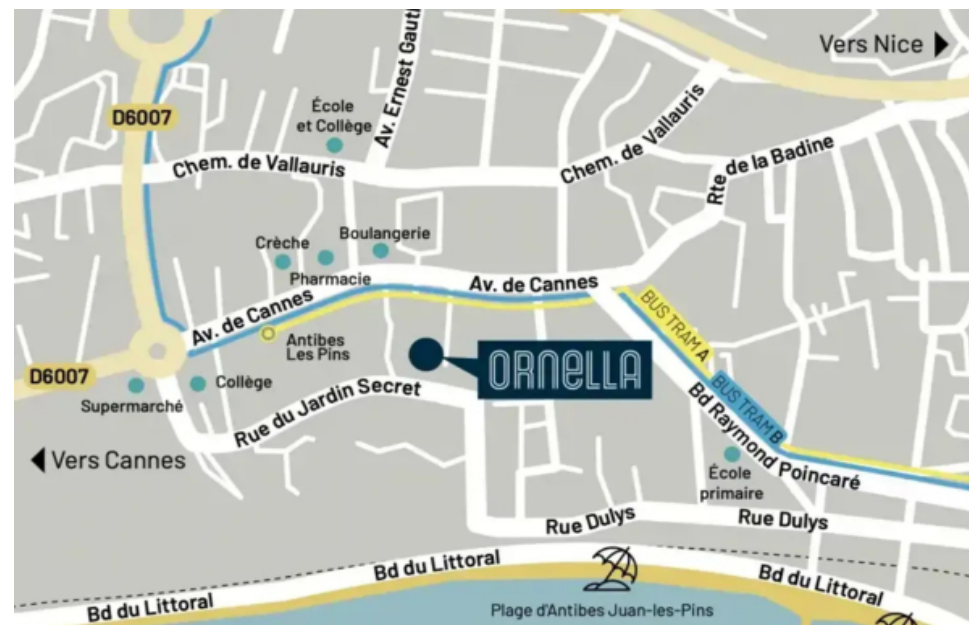 Vers Nice
D6007
Av. Ernest Gauti
École
et Collège
Chem. de Vallauris
Chem. de Vallauris
Rte de la Badine
Crèche
Boulangerie
Pharmacie
Av. de Cannes
Av. de Cannes
BUS TRAM A
Antibes
Les Pins
ORNELLA
D6007
Collège
Supermarché
Rue du Jardin Secret
BUS TRAM B
Bd Raymond Poincaré
Vers Cannes
École
primaire
Rue Dulys
Rue Dulys
Bd du Littoral
Bd du Littoral
Bd du Littoral
Plage d'Antibes Juan-les-Pins